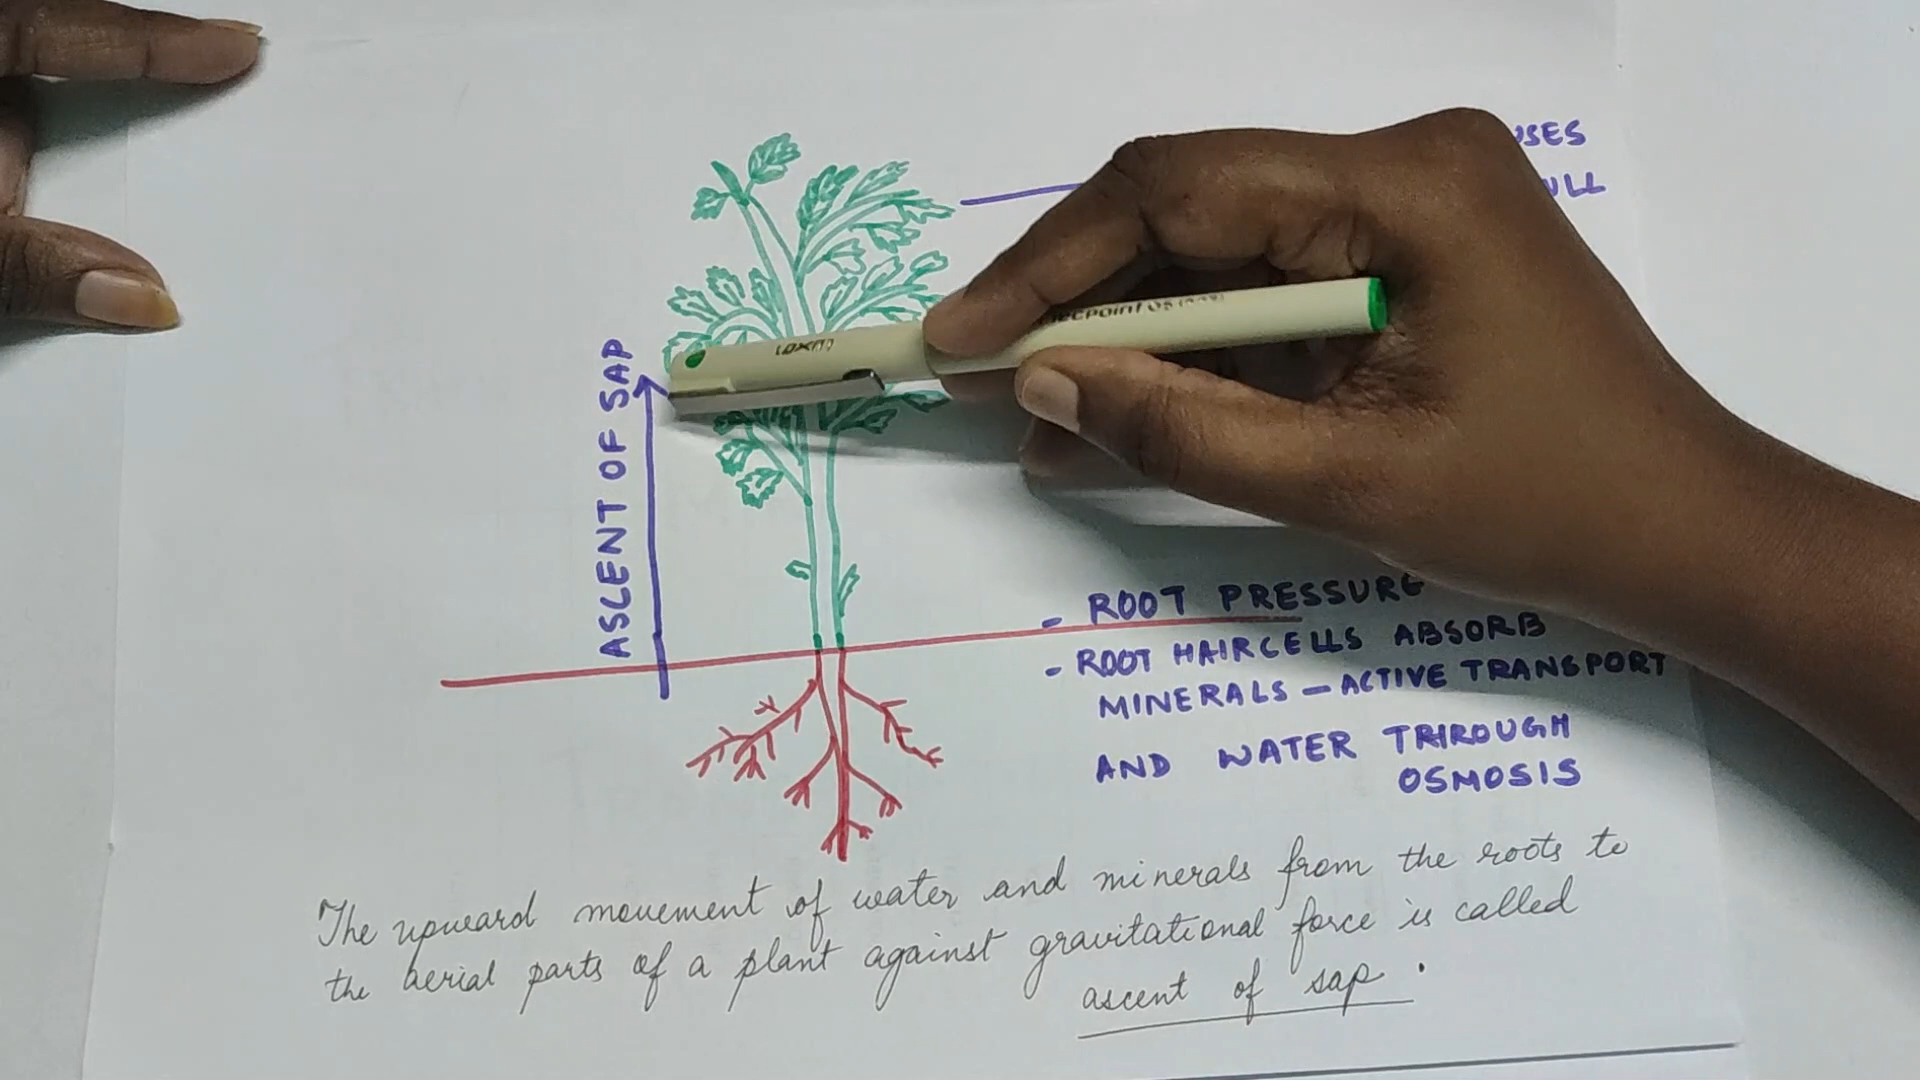 ULL
ASCENT OF SAP
- ROOT PRESSURE
- ROOT HAIRCELLS ABSORB
MINERALS - ACTIVE TRANSPORT
AND WATER THROUGH
OSMOSIS
The upward movement of water and minerals from the roots to
the aerial parts of a plant against gravitational force is called
ascent of sap.